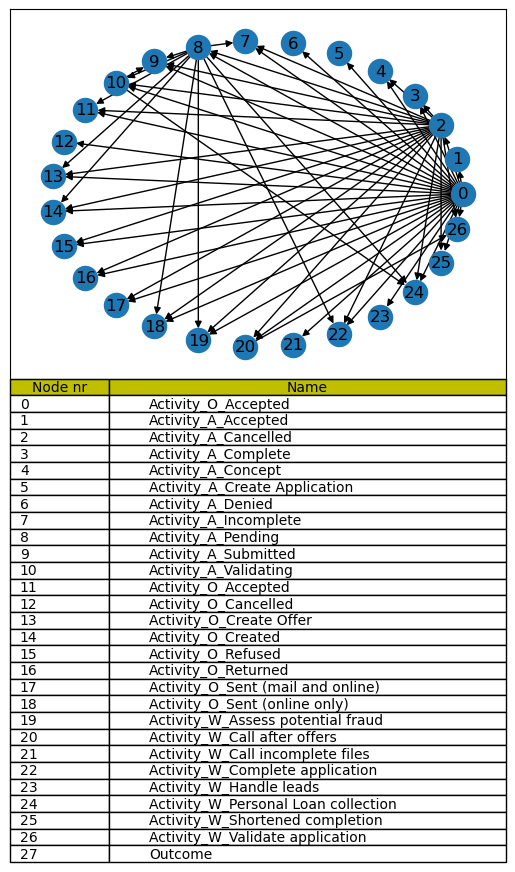 8 7 6
9 5
10 4
11 3
12 2
13 1
14 0
15 26
16 25
17 24
18 23
19 20 21 22
Node nr Name
0 Activity_O_Accepted
1 Activity_A_Accepted
2 Activity_A_Cancelled
3 Activity_A_Complete
4 Activity_A_Concept
5 Activity_A_Create Application
6 Activity_A_Denied
7 Activity_A_Incomplete
8 Activity_A_Pending
9 Activity_A_Submitted
10 Activity_A_Validating
11 Activity_O_Accepted
12 Activity_O_Cancelled
13 Activity_O_Create Offer
14 Activity_O_Created
15 Activity_O_Refused
16 Activity_O_Returned
17 Activity_O_Sent (mail and online)
18 Activity_O_Sent (online only)
19 Activity_W_Assess potential fraud
20 Activity_W_Call after offers
21 Activity_W_Call incomplete files
22 Activity_W_Complete application
23 Activity_W_Handle leads
24 Activity_W_Personal Loan collection
25 Activity_W_Shortened completion
26 Activity_W_Validate application
27 Outcome